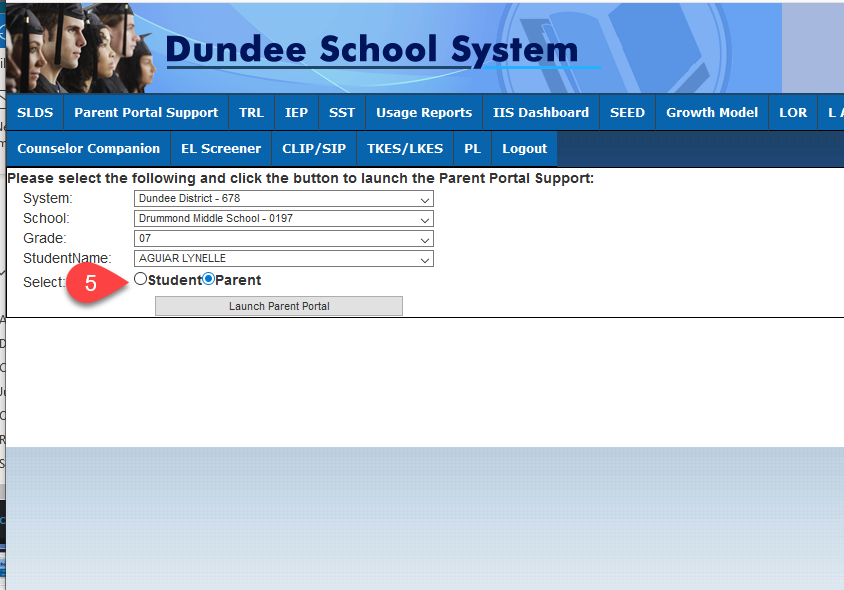 Dundee School System
SLDS Parent Portal Support TRL IEP SST Usage Reports IIS Dashboard SEED Growth Model LOR L
Counselor Companion EL Screener CLIP/SIP TKES/LKES PL Logout
Please select the following and click the button to launch the Parent Portal Support:
System: Dundee District - 678
School: Drummond Middle School - 0197
Grade: 07
StudentName: AGUIAR LYNELLE
Select: 5 Student Parent
Launch Parent Portal